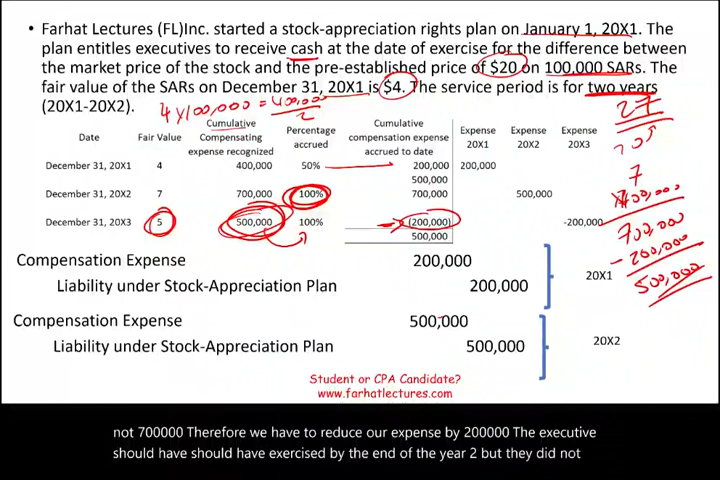 • Farhat Lectures (FL)Inc. started a stock-appreciation rights plan on January 1, 20X1. The
plan entitles executives to receive cash at the date of exercise for the difference between
the market price of the stock and the pre-established price of $20 on 100,000 SARs. The
fair value of the SARs on December 31, 20X1 is $4. The service period is for two years
(20X1-20X2).
4 x 100,000 = 400,000
2
27
Date Fair Value Cumulative Compensating expense recognized Percentage accrued Cumulative compensation expense accrued to date Expense 20X1 Expense 20X2 Expense 20X3
December 31, 20X1 4 400,000 50% 200,000 200,000
500,000
December 31, 20X2 7 700,000 100% 700,000 500,000
December 31, 20X3 5 500,000 100% (200,000) -200,000
500,000
7
x100,000
700,000
- 200,000
500,000
Compensation Expense 200,000
Liability under Stock-Appreciation Plan 200,000
20X1
Compensation Expense 500,000
Liability under Stock-Appreciation Plan 500,000
20X2
Student or CPA Candidate?
www.farhatlectures.com
not 700000 Therefore we have to reduce our expense by 200000 The executive
should have should have exercised by the end of the year 2 but they did not